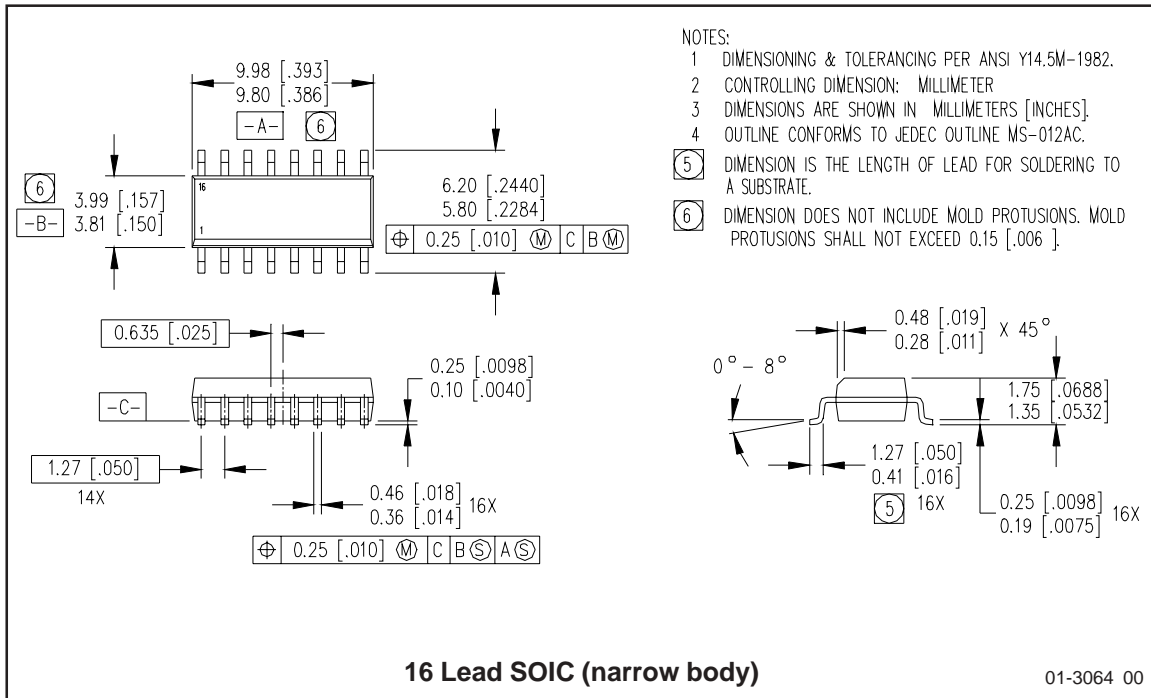 NOTES:
1 DIMENSIONING & TOLERANCING PER ANSI Y14.5M-1982.
2 CONTROLLING DIMENSION: MILLIMETER
3 DIMENSIONS ARE SHOWN IN MILLIMETERS [INCHES].
4 OUTLINE CONFORMS TO JEDEC OUTLINE MS-012AC.
5 DIMENSION IS THE LENGTH OF LEAD FOR SOLDERING TO
A SUBSTRATE.
6 DIMENSION DOES NOT INCLUDE MOLD PROTUSIONS. MOLD
PROTUSIONS SHALL NOT EXCEED 0.15 [.006 ].
9.98 [.393]
9.80 [.386]
-A- 6
16
1
6
3.99 [.157]
-B- 3.81 [.150]
6.20 [.2440]
5.80 [.2284]
⌖ 0.25 [.010] Ⓜ C B Ⓜ
0.635 [.025]
0.25 [.0098]
0.10 [.0040]
-C-
1.27 [.050]
14X
0.46 [.018]
0.36 [.014] 16X
⌖ 0.25 [.010] Ⓜ C B Ⓢ A Ⓢ
0.48 [.019]
0.28 [.011] X 45°
0° - 8°
1.75 [.0688]
1.35 [.0532]
1.27 [.050]
0.41 [.016]
5 16X
0.25 [.0098]
0.19 [.0075] 16X
16 Lead SOIC (narrow body)
01-3064 00